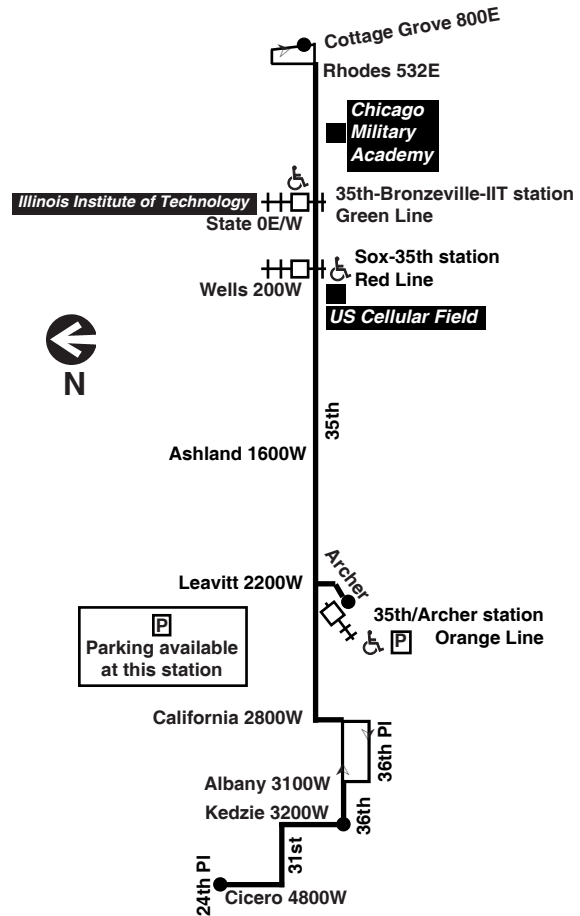 Cottage Grove 800E
Rhodes 532E
Chicago
Military
Academy
Illinois Institute of Technology
35th-Bronzeville-IIT station
Green Line
State 0E/W
Sox-35th station
Red Line
Wells 200W
US Cellular Field
N
35th
Ashland 1600W
Archer
Leavitt 2200W
35th/Archer station
Orange Line
P
P
Parking available
at this station
California 2800W
36th Pl
Albany 3100W
Kedzie 3200W
36th
31st
24th Pl
Cicero 4800W